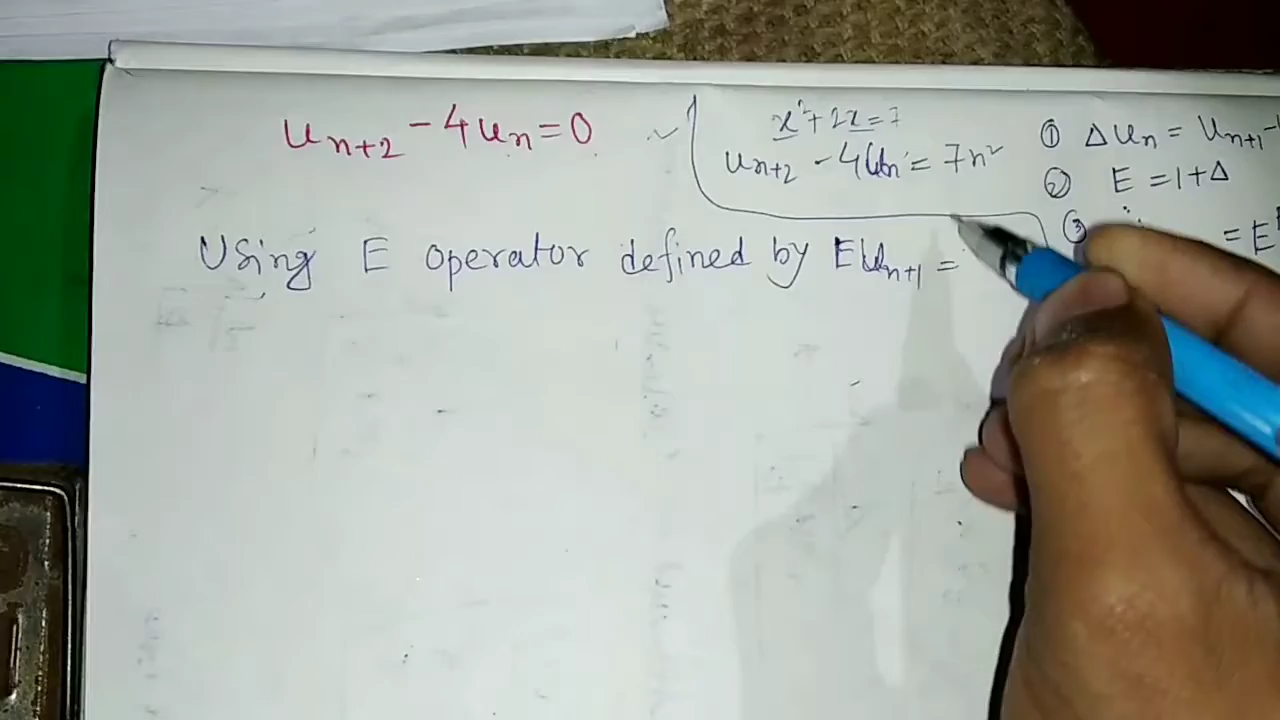 uₙ₊₂ - 4uₙ = 0
x² + 2x = 7
uₙ₊₂ - 4uₙ = 7n²
① Δuₙ = uₙ₊₁ -
② E = 1 + Δ
③ = E
Using E operator defined by Euₙ₊₁ =